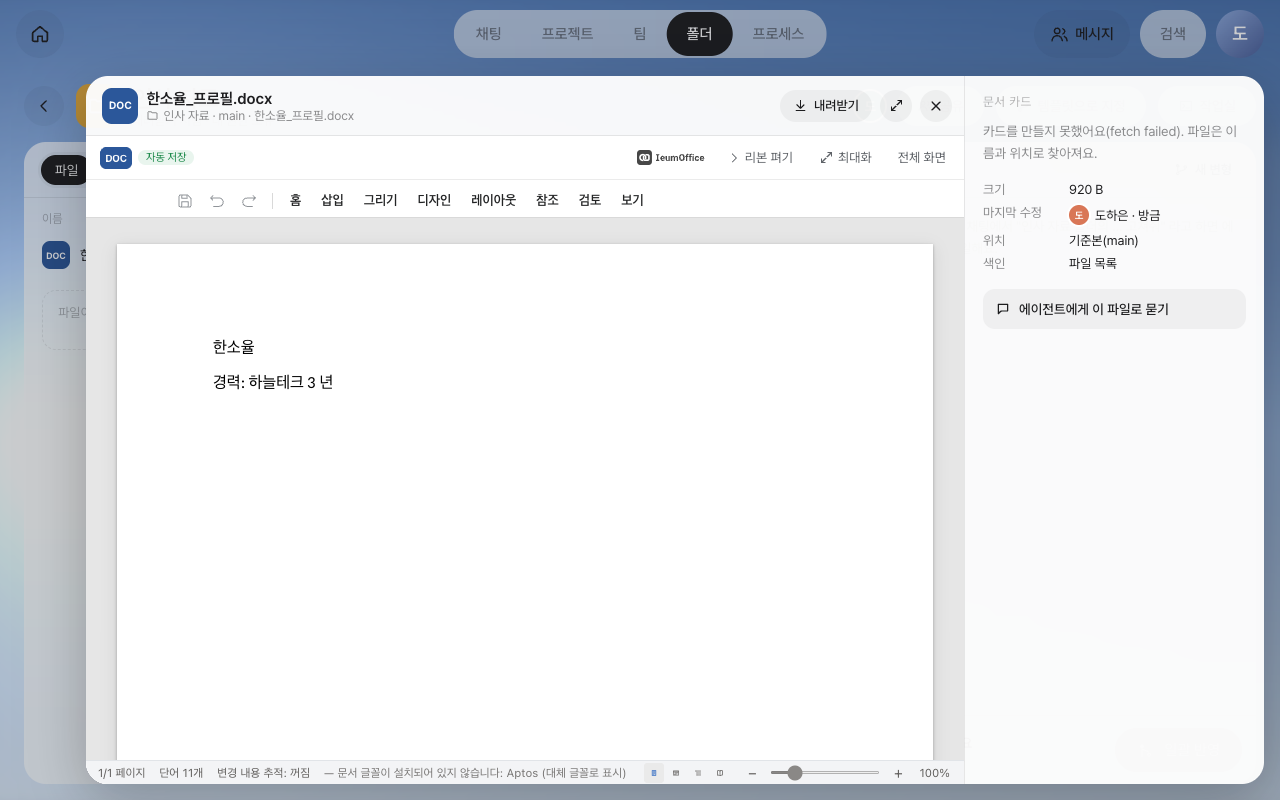 채팅
프로젝트
팀
폴더
프로세스
메시지
검색
도
DOC
한소율_프로필.docx
인사 자료 · main · 한소율_프로필.docx
내려받기
DOC
자동 저장
IeumOffice
리본 펴기
최대화
전체 화면
홈
삽입
그리기
디자인
레이아웃
참조
검토
보기
파일
이름
DOC
한소율
경력: 하늘테크 3 년
1/1 페이지
단어 11개
변경 내용 추적: 꺼짐
— 문서 글꼴이 설치되어 있지 않습니다: Aptos (대체 글꼴로 표시)
100%
문서 카드
카드를 만들지 못했어요(fetch failed). 파일은 이
름과 위치로 찾아져요.
크기 920 B
마지막 수정 도 도하은 · 방금
위치 기준본(main)
색인 파일 목록
에이전트에게 이 파일로 묻기